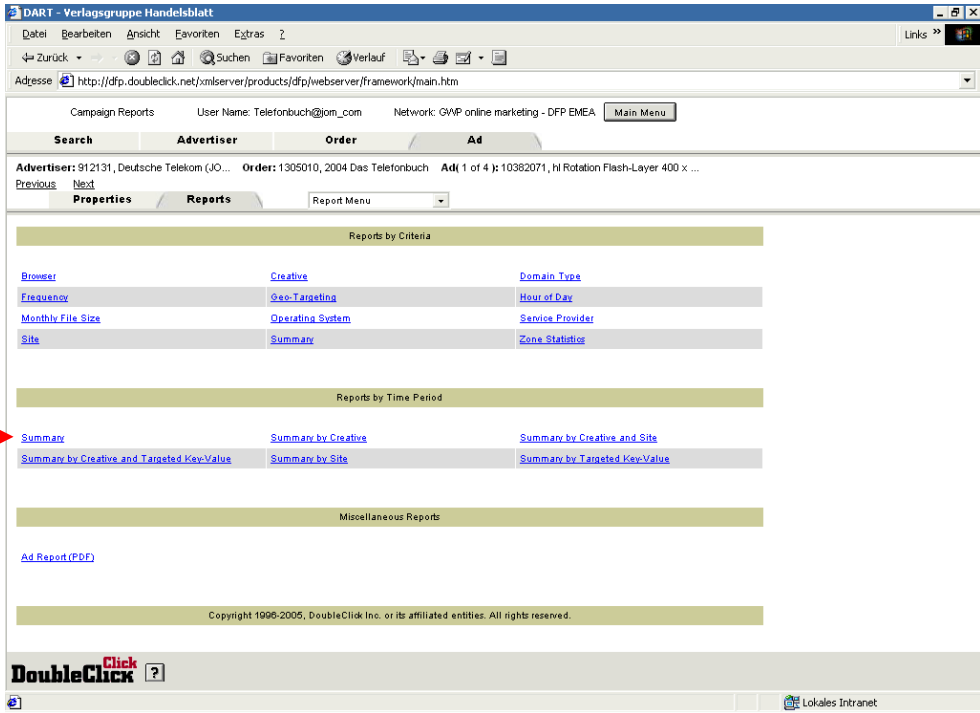 DART - Verlagsgruppe Handelsblatt
Datei Bearbeiten Ansicht Favoriten Extras ?
Links »
Zurück Suchen Favoriten Verlauf
Adresse http://dfp.doubleclick.net/xmlserver/products/dfp/webserver/framework/main.htm
Campaign Reports User Name: Telefonbuch@jom_com Network: GWP online marketing - DFP EMEA Main Menu
Search Advertiser Order Ad
Advertiser: 912131, Deutsche Telekom (JO... Order: 1305010, 2004 Das Telefonbuch Ad( 1 of 4 ): 10382071, hl Rotation Flash-Layer 400 x ...
Previous Next
Properties Reports Report Menu
Reports by Criteria
Browser Creative Domain Type
Frequency Geo-Targeting Hour of Day
Monthly File Size Operating System Service Provider
Site Summary Zone Statistics
Reports by Time Period
Summary Summary by Creative Summary by Creative and Site
Summary by Creative and Targeted Key-Value Summary by Site Summary by Targeted Key-Value
Miscellaneous Reports
Ad Report (PDF)
Copyright 1996-2005, DoubleClick Inc. or its affiliated entities. All rights reserved.
Click
DoubleClick ?
Lokales Intranet